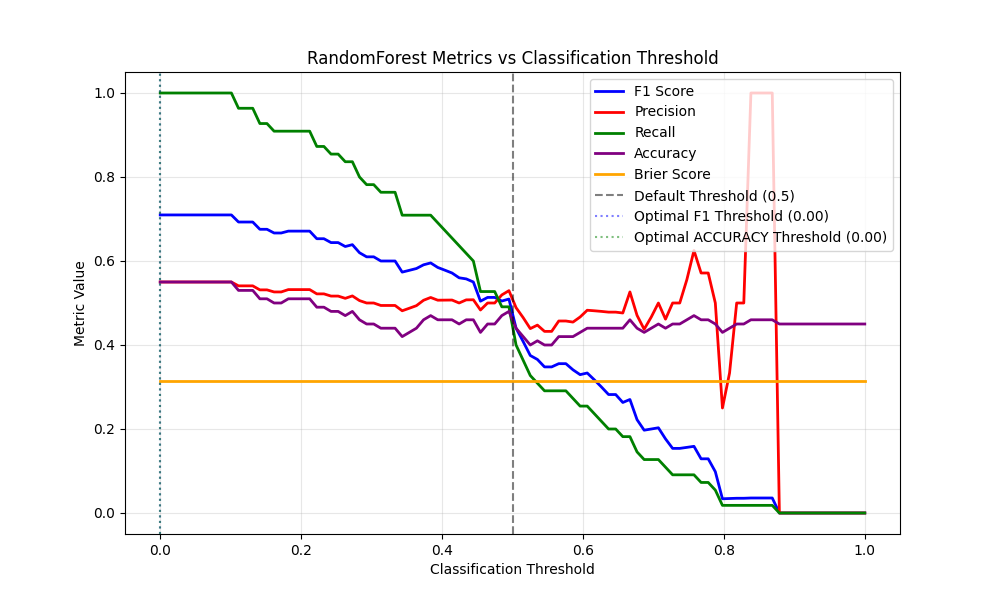 RandomForest Metrics vs Classification Threshold
Metric Value
1.0
0.8
0.6
0.4
0.2
0.0
F1 Score
Precision
Recall
Accuracy
Brier Score
Default Threshold (0.5)
Optimal F1 Threshold (0.00)
Optimal ACCURACY Threshold (0.00)
0.0 0.2 0.4 0.6 0.8 1.0
Classification Threshold